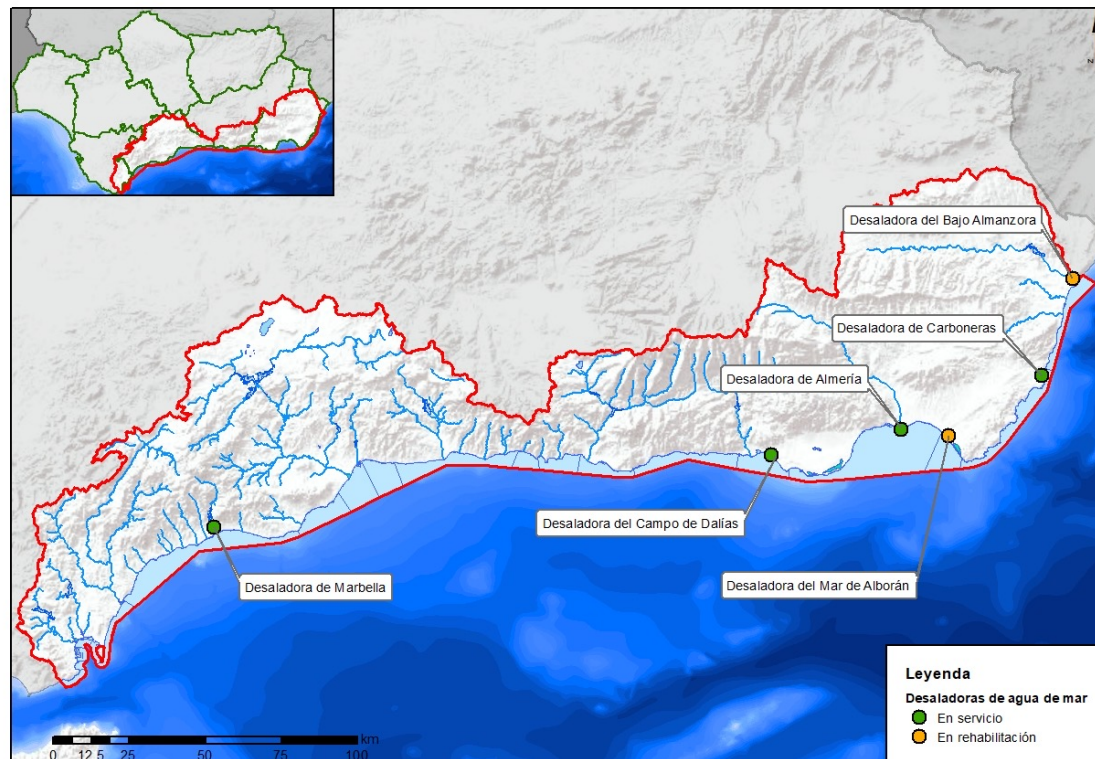 N
Desaladora del Bajo Almanzora
Desaladora de Carboneras
Desaladora de Almería
Desaladora del Campo de Dalías
Desaladora de Marbella
Desaladora del Mar de Alborán
Leyenda
Desaladoras de agua de mar
En servicio
En rehabilitación
km
0 12,5 25 50 75 100